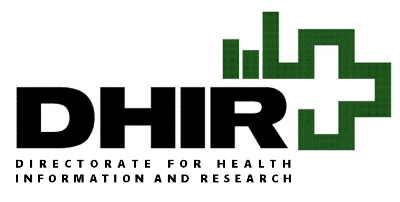 DHIR
DIRECTORATE FOR HEALTH
INFORMATION AND RESEARCH